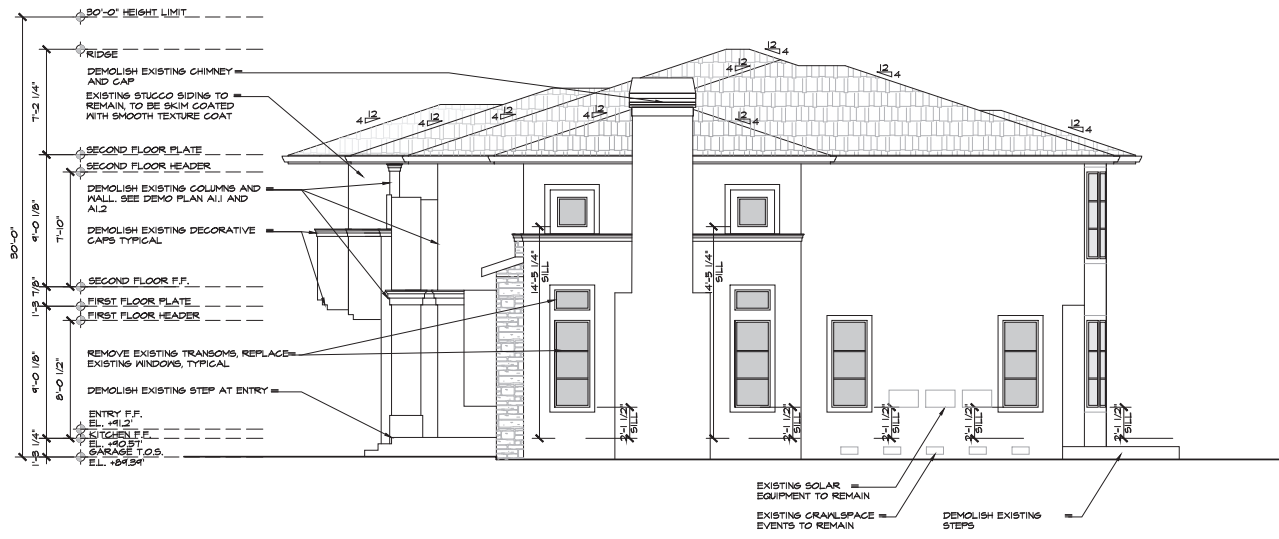 30'-0" HEIGHT LIMIT
RIDGE
DEMOLISH EXISTING CHIMNEY
AND CAP
EXISTING STUCCO SIDING TO
REMAIN, TO BE SKIM COATED
WITH SMOOTH TEXTURE COAT
SECOND FLOOR PLATE
SECOND FLOOR HEADER
DEMOLISH EXISTING COLUMNS AND
WALL. SEE DEMO PLAN A1.1 AND
A1.2
DEMOLISH EXISTING DECORATIVE
CAPS TYPICAL
SECOND FLOOR F.F.
FIRST FLOOR PLATE
FIRST FLOOR HEADER
REMOVE EXISTING TRANSOMS, REPLACE
EXISTING WINDOWS, TYPICAL
DEMOLISH EXISTING STEP AT ENTRY
ENTRY F.F.
EL. +91.2'
KITCHEN F.F.
EL. +90.57'
GARAGE T.O.S.
E.L. +89.39'
30'-0"
7'-2 1/4"
9'-0 1/8"
7'-10"
1'-3 7/8"
9'-0 1/8"
8'-0 1/2"
1'-3 1/4"
12
4
12
4
12
4
12
4
12
4
12
4
12
4
12
4
12
4
14'-5 1/4"
SILL
14'-5 1/4"
SILL
2'-1 1/2"
SILL
2'-1 1/2"
SILL
2'-1 1/2"
SILL
2'-1 1/2"
SILL
2'-1 1/2"
SILL
EXISTING SOLAR
EQUIPMENT TO REMAIN
EXISTING CRAWLSPACE
EVENTS TO REMAIN
DEMOLISH EXISTING
STEPS